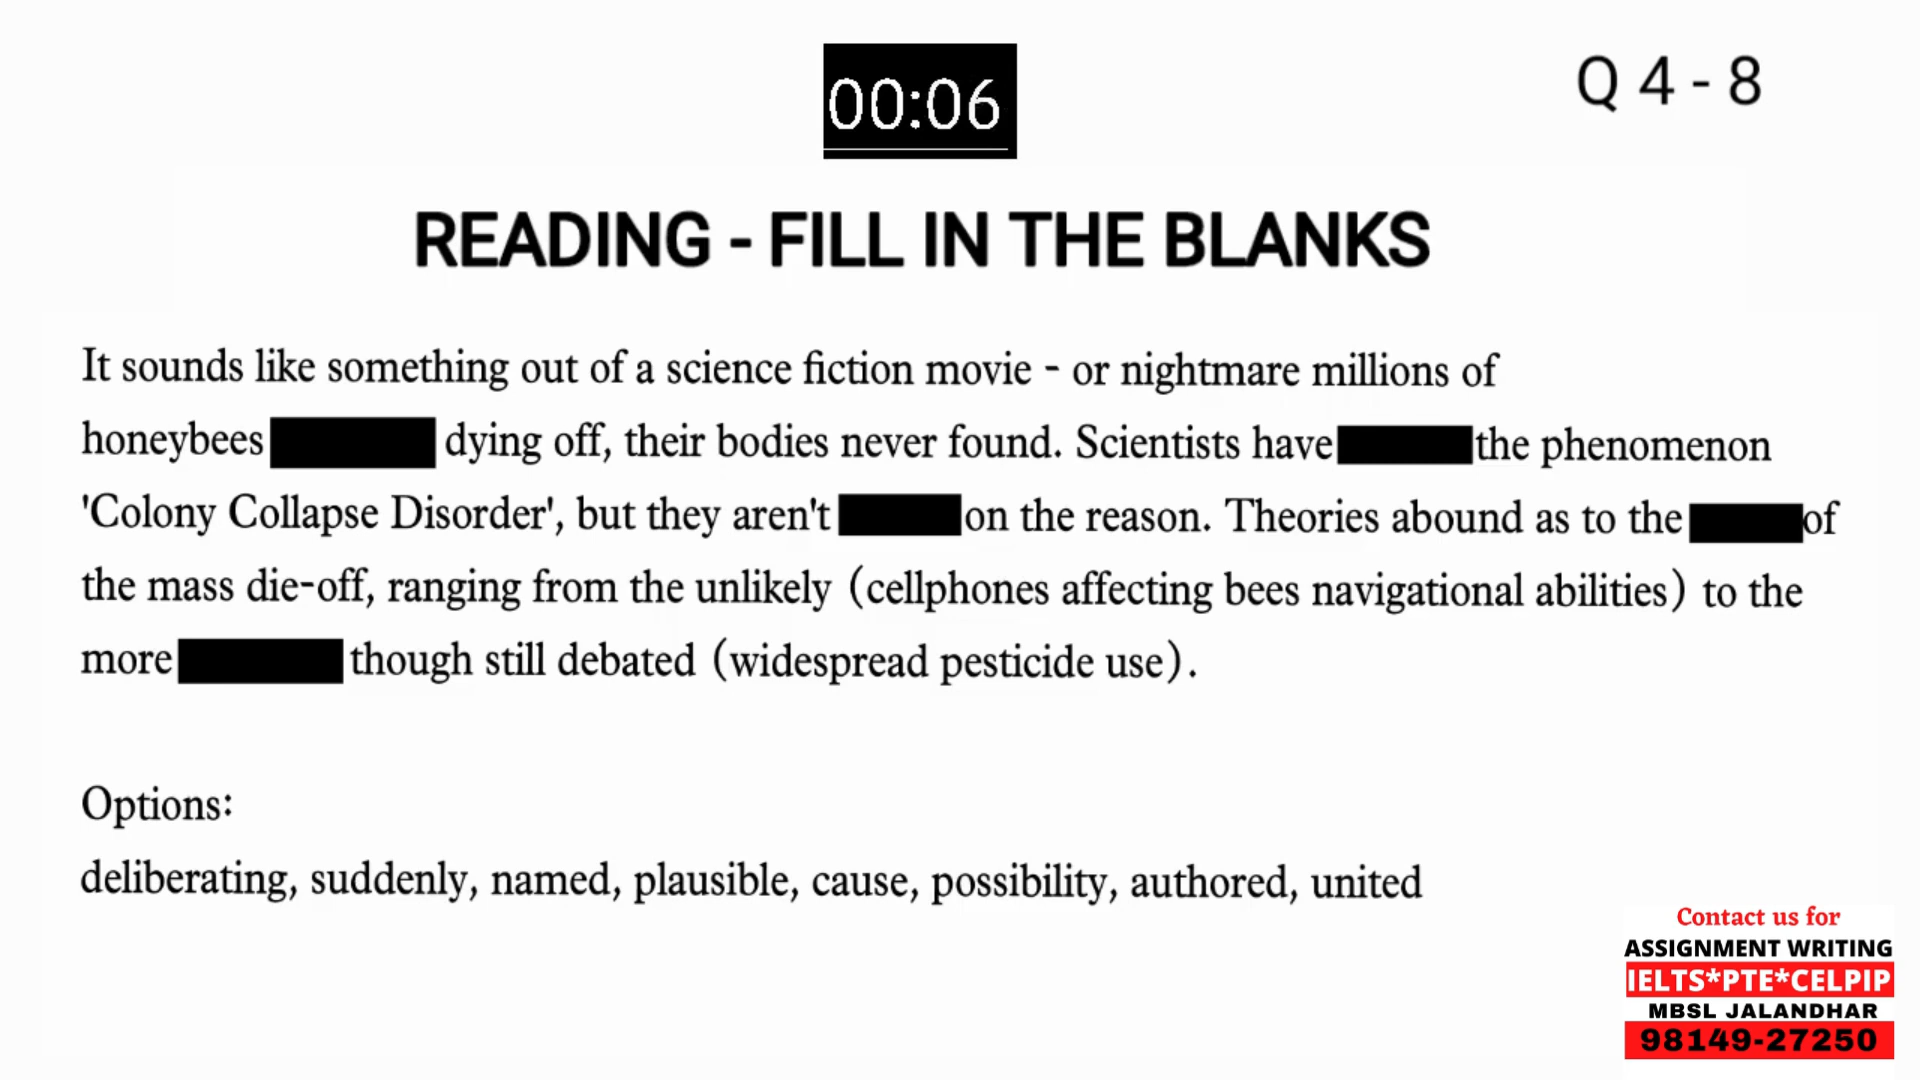 00:06
Q 4 - 8
READING - FILL IN THE BLANKS
It sounds like something out of a science fiction movie - or nightmare millions of
honeybees dying off, their bodies never found. Scientists have the phenomenon
'Colony Collapse Disorder', but they aren't on the reason. Theories abound as to the of
the mass die-off, ranging from the unlikely (cellphones affecting bees navigational abilities) to the
more though still debated (widespread pesticide use).
Options:
deliberating, suddenly, named, plausible, cause, possibility, authored, united
Contact us for
ASSIGNMENT WRITING
IELTS*PTE*CELPIP
MBSL JALANDHAR
98149-27250